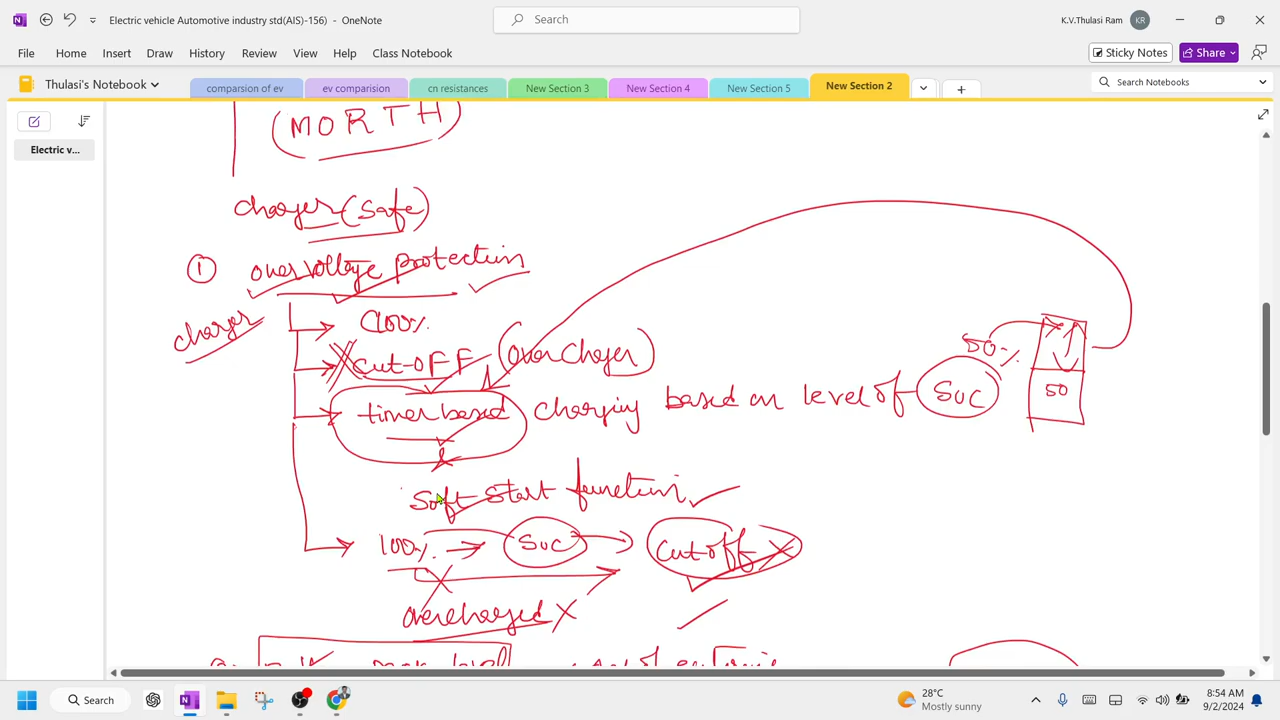 Electric vehicle Automotive industry std(AIS)-156) - OneNote
Search
K.V.Thulasi Ram
KR
File Home Insert Draw History Review View Help Class Notebook
Sticky Notes
Share
Thulasi's Notebook
comparsion of ev
ev comparision
cn resistances
New Section 3
New Section 4
New Section 5
New Section 2
Search Notebooks
Electric v...
(MORTH)
charger (safe)
① over voltage protection
charger
100%
cut-OFF (over charger)
50%
timer based charging based on level of SOC
50
&
Soft start function
100% → SOC → cut off
overcharged X
Search
28°C
Mostly sunny
8:54 AM
9/2/2024